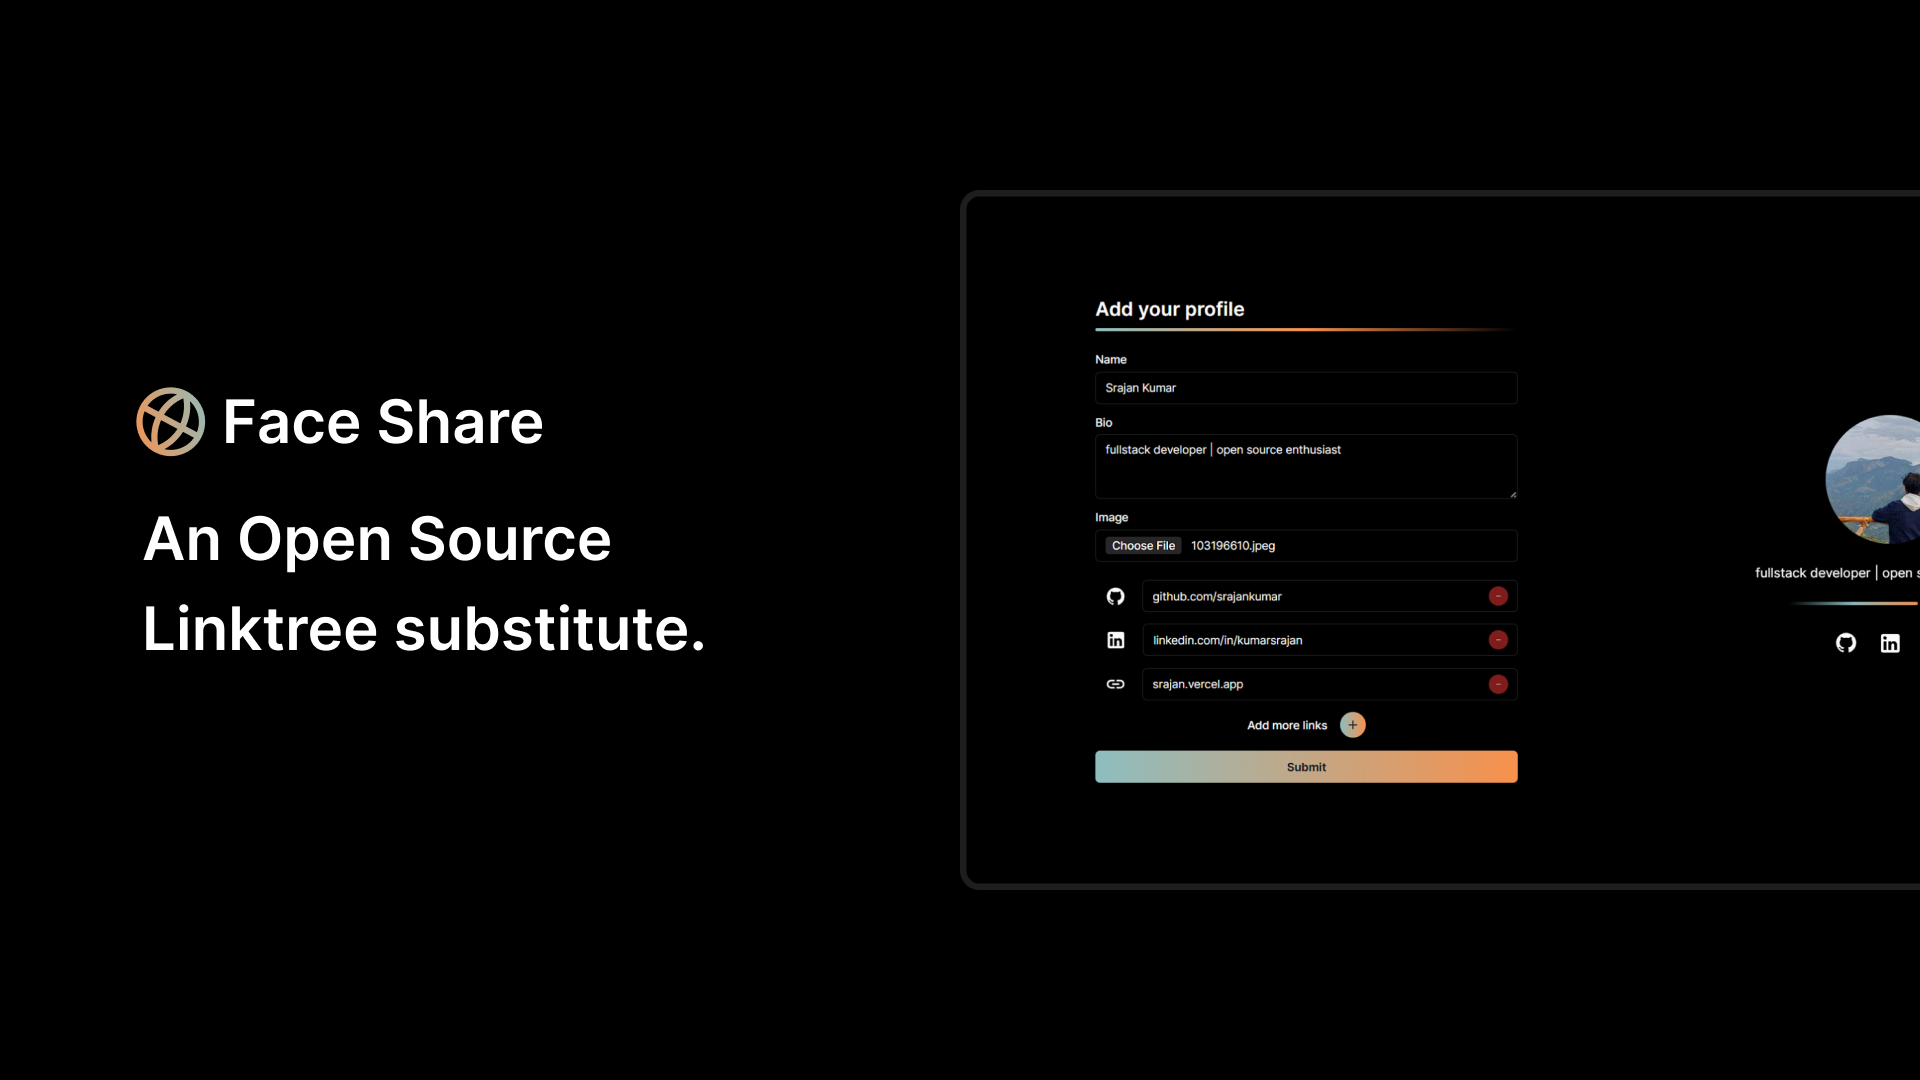 Face Share
An Open Source
Linktree substitute.
Add your profile
Name
Srajan Kumar
Bio
fullstack developer | open source enthusiast
Image
Choose File 103196610.jpeg
github.com/srajankumar
linkedin.com/in/kumarsrajan
srajan.vercel.app
Add more links
Submit
fullstack developer | open